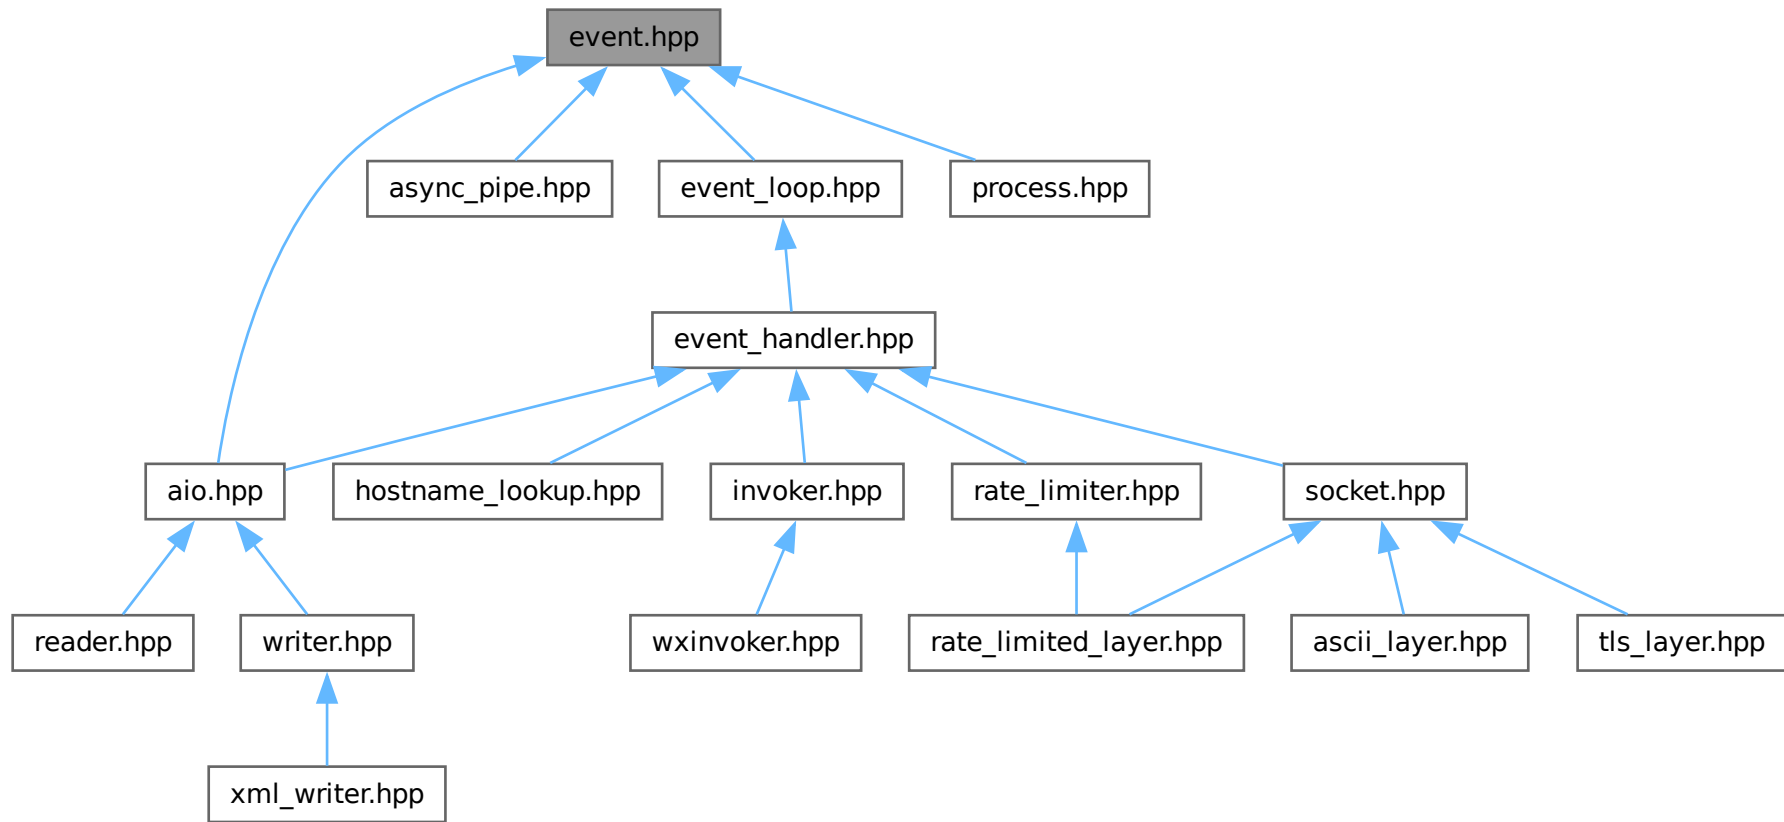 event.hpp
async_pipe.hpp
event_loop.hpp
process.hpp
event_handler.hpp
aio.hpp
hostname_lookup.hpp
invoker.hpp
rate_limiter.hpp
socket.hpp
reader.hpp
writer.hpp
wxinvoker.hpp
rate_limited_layer.hpp
ascii_layer.hpp
tls_layer.hpp
xml_writer.hpp